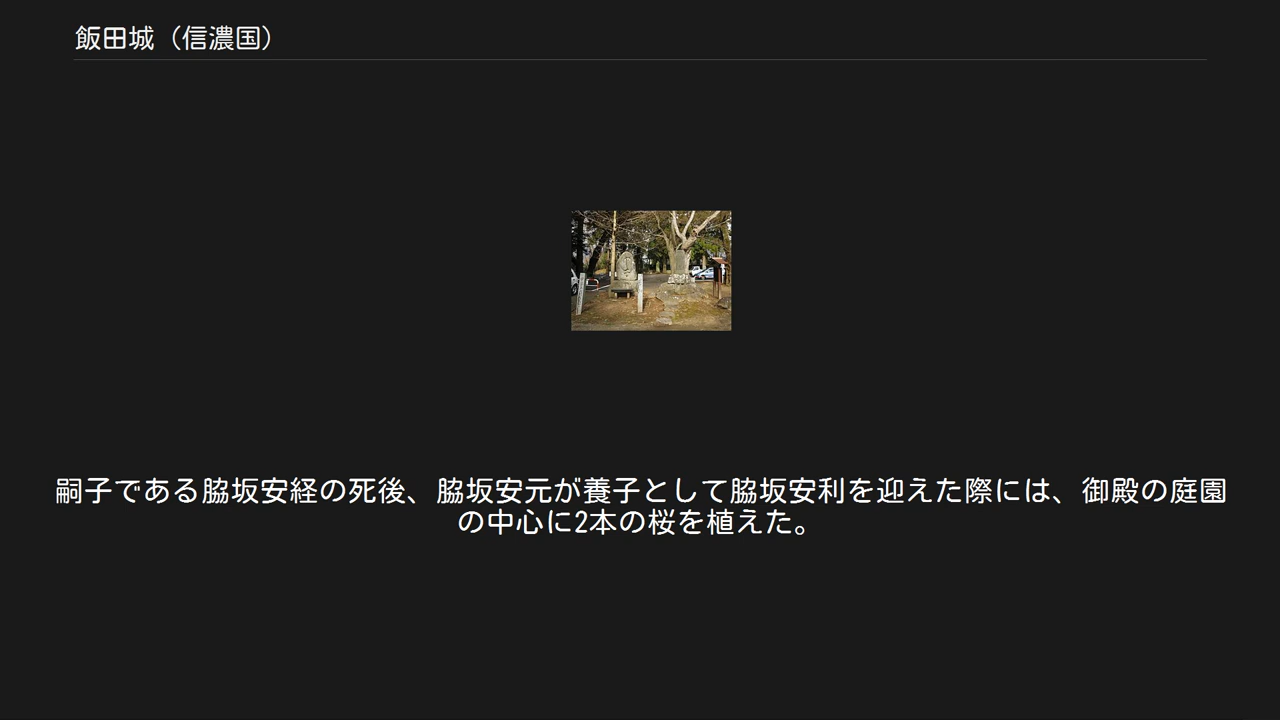 飯田城（信濃国）
嗣子である脇坂安経の死後、脇坂安元が養子として脇坂安利を迎えた際には、御殿の庭園
の中心に2本の桜を植えた。